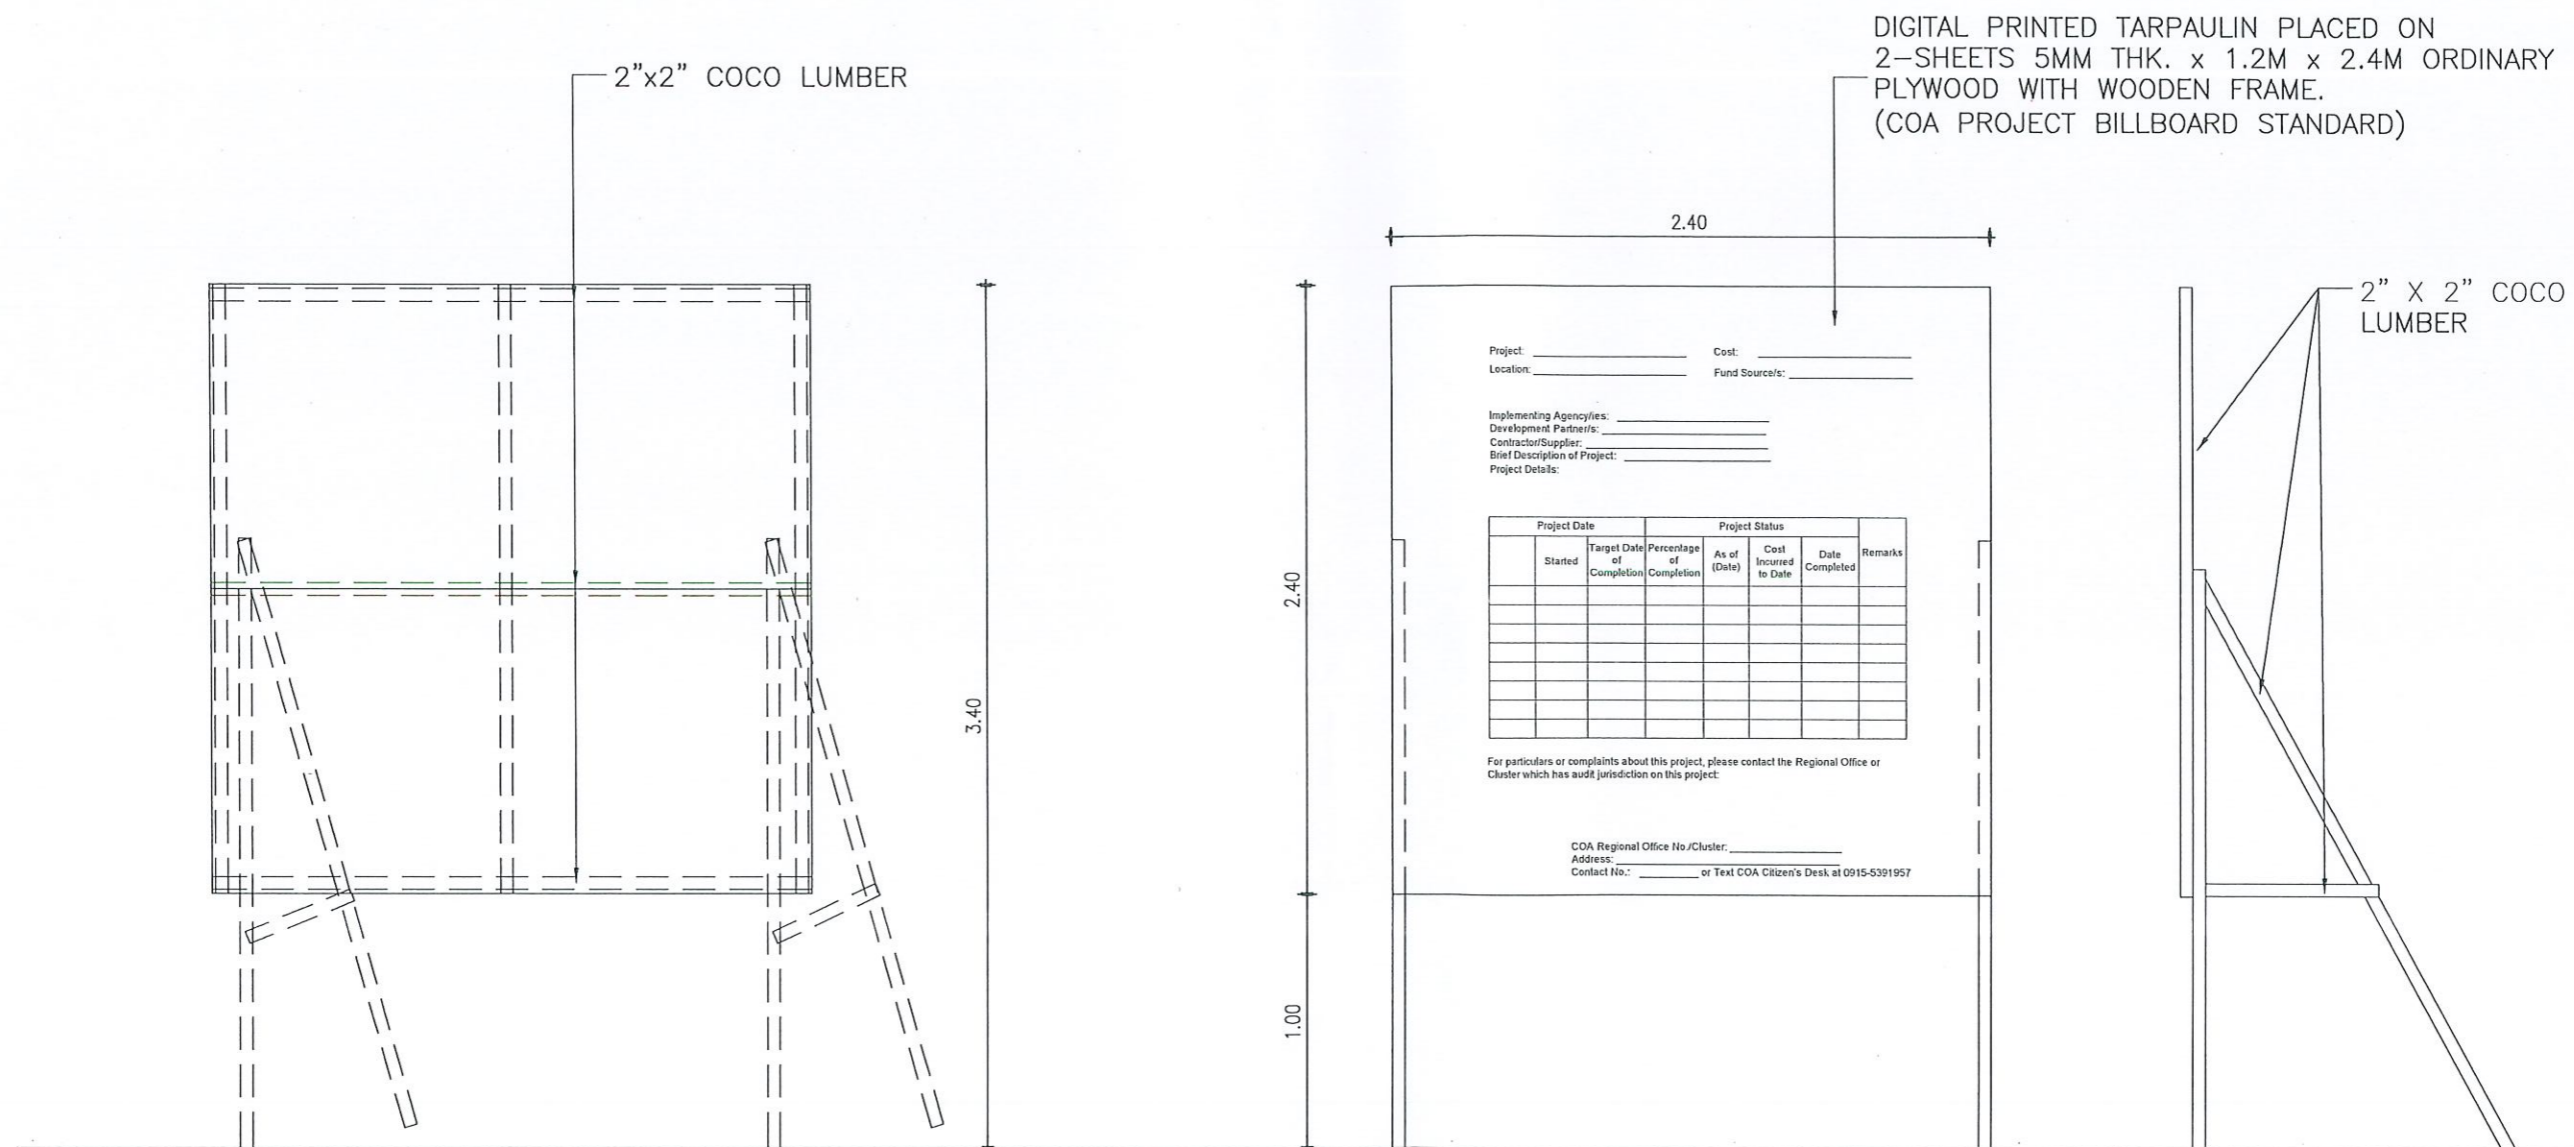 2”x2” COCO LUMBER
3.40
DIGITAL PRINTED TARPAULIN PLACED ON
2-SHEETS 5MM THK. x 1.2M x 2.4M ORDINARY
PLYWOOD WITH WOODEN FRAME.
(COA PROJECT BILLBOARD STANDARD)
2.40
2.40
1.00
Project: Cost:
Location: Fund Source/s:
Implementing Agency/ies:
Development Partner/s:
Contractor/Supplier:
Brief Description of Project:
Project Details:
Project Date Project Status Remarks
Started Target Date of Completion Percentage of Completion As of (Date) Cost Incurred to Date Date Completed
For particulars or complaints about this project, please contact the Regional Office or
Cluster which has audit jurisdiction on this project:
COA Regional Office No./Cluster:
Address:
Contact No.: or Text COA Citizen's Desk at 0915-5391957
2” X 2” COCO
LUMBER